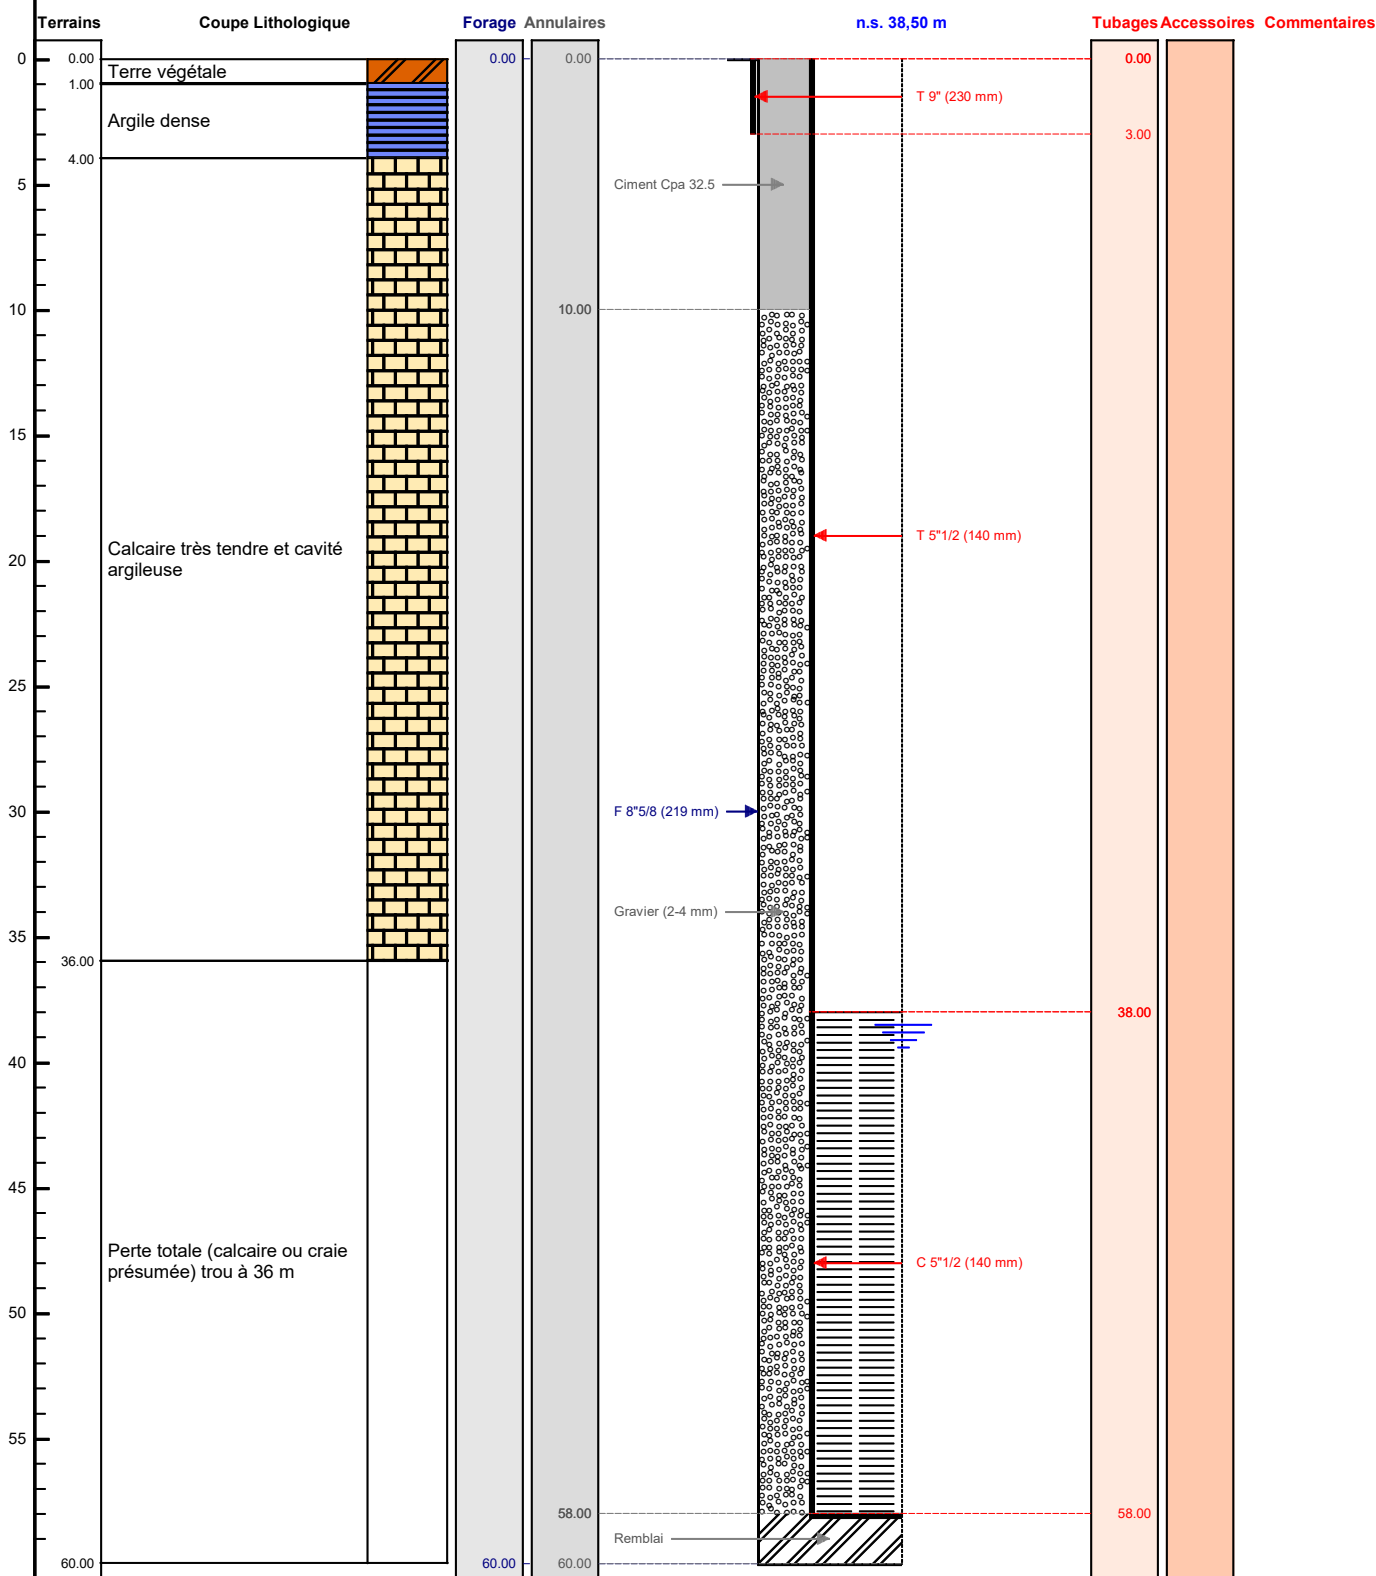 Terrains Coupe Lithologique Forage Annulaires n.s. 38,50 m Tubages Accessoires Commentaires
0 0.00 0.00 0.00 0.00
Terre végétale
1.00
T 9" (230 mm)
Argile dense
3.00
4.00
5 Ciment Cpa 32.5
10 10.00
15
T 5"1/2 (140 mm)
Calcaire très tendre et cavité
argileuse
20
25
30 F 8"5/8 (219 mm)
Gravier (2-4 mm)
35
36.00
38.00
40
45
Perte totale (calcaire ou craie
présumée) trou à 36 m
C 5"1/2 (140 mm)
50
55
58.00 58.00
Remblai
60.00 60.00 60.00